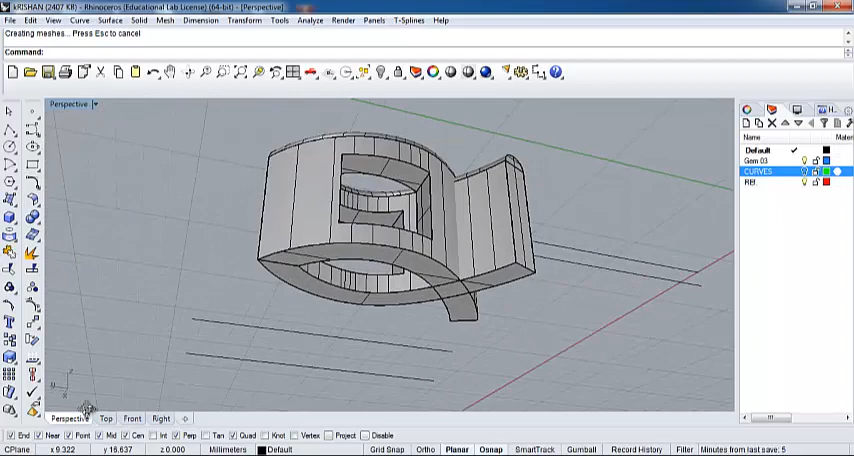 kRISHAN (2407 KB) - Rhinoceros (Educational Lab License) (64-bit) - [Perspective]
File Edit View Curve Surface Solid Mesh Dimension Transform Tools Analyze Render Panels T-Splines Help
Creating meshes... Press Esc to cancel
Command:
Perspective
H...
Name Mater
Default
Gem 03
CURVES
z
y
x
Perspective Top Front Right
End Near Point Mid Cen Int Perp Tan Quad Knot Vertex Project Disable
CPlane x 9.322 y 16.637 z 0.000 Millimeters Default Grid Snap Ortho Planar Osnap SmartTrack Gumball Record History Filter Minutes from last save: 5